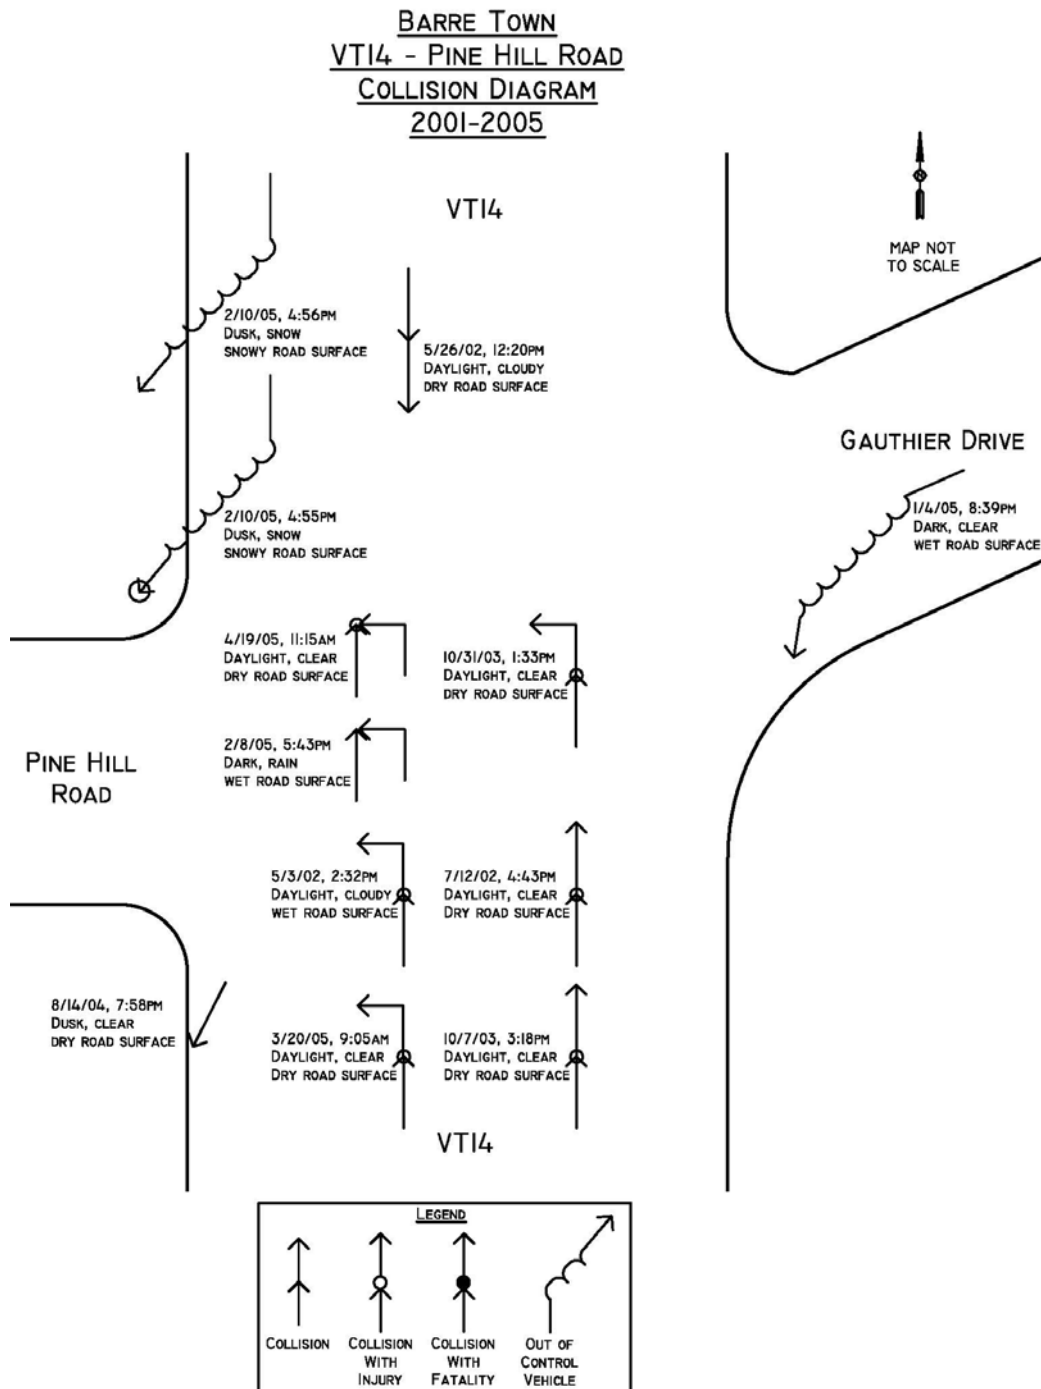 BARRE TOWN
VT14 - PINE HILL ROAD
COLLISION DIAGRAM
2001-2005
VT14
MAP NOT
TO SCALE
2/10/05, 4:56PM
DUSK, SNOW
SNOWY ROAD SURFACE
5/26/02, 12:20PM
DAYLIGHT, CLOUDY
DRY ROAD SURFACE
GAUTHIER DRIVE
2/10/05, 4:55PM
DUSK, SNOW
SNOWY ROAD SURFACE
1/4/05, 8:39PM
DARK, CLEAR
WET ROAD SURFACE
4/19/05, 11:15AM
DAYLIGHT, CLEAR
DRY ROAD SURFACE
10/31/03, 1:33PM
DAYLIGHT, CLEAR
DRY ROAD SURFACE
PINE HILL
ROAD
2/8/05, 5:43PM
DARK, RAIN
WET ROAD SURFACE
5/3/02, 2:32PM
DAYLIGHT, CLOUDY
WET ROAD SURFACE
7/12/02, 4:43PM
DAYLIGHT, CLEAR
DRY ROAD SURFACE
8/14/04, 7:58PM
DUSK, CLEAR
DRY ROAD SURFACE
3/20/05, 9:05AM
DAYLIGHT, CLEAR
DRY ROAD SURFACE
10/7/03, 3:18PM
DAYLIGHT, CLEAR
DRY ROAD SURFACE
VT14
LEGEND
COLLISION
COLLISION
WITH
INJURY
COLLISION
WITH
FATALITY
OUT OF
CONTROL
VEHICLE